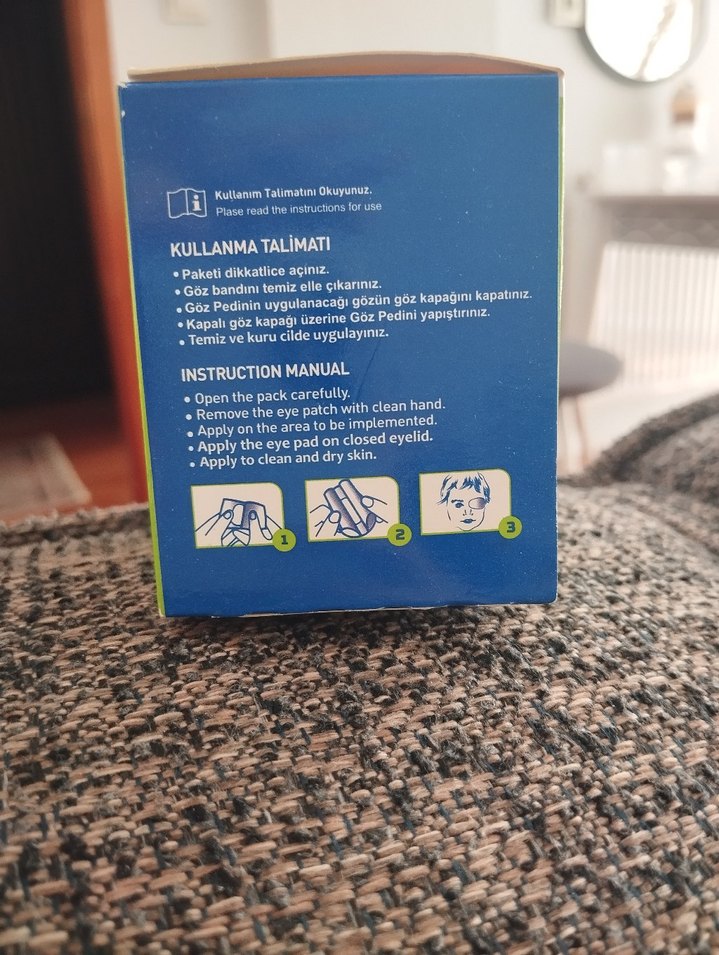 Kullanım Talimatını Okuyunuz.
Plase read the instructions for use
KULLANMA TALİMATI
• Paketi dikkatlice açınız.
• Göz bandını temiz elle çıkarınız.
• Göz Pedinin uygulanacağı gözün göz kapağını kapatınız.
• Kapalı göz kapağı üzerine Göz Pedini yapıştırınız.
• Temiz ve kuru cilde uygulayınız.
INSTRUCTION MANUAL
• Open the pack carefully.
• Remove the eye patch with clean hand.
• Apply on the area to be implemented.
• Apply the eye pad on closed eyelid.
• Apply to clean and dry skin.
1
2
3